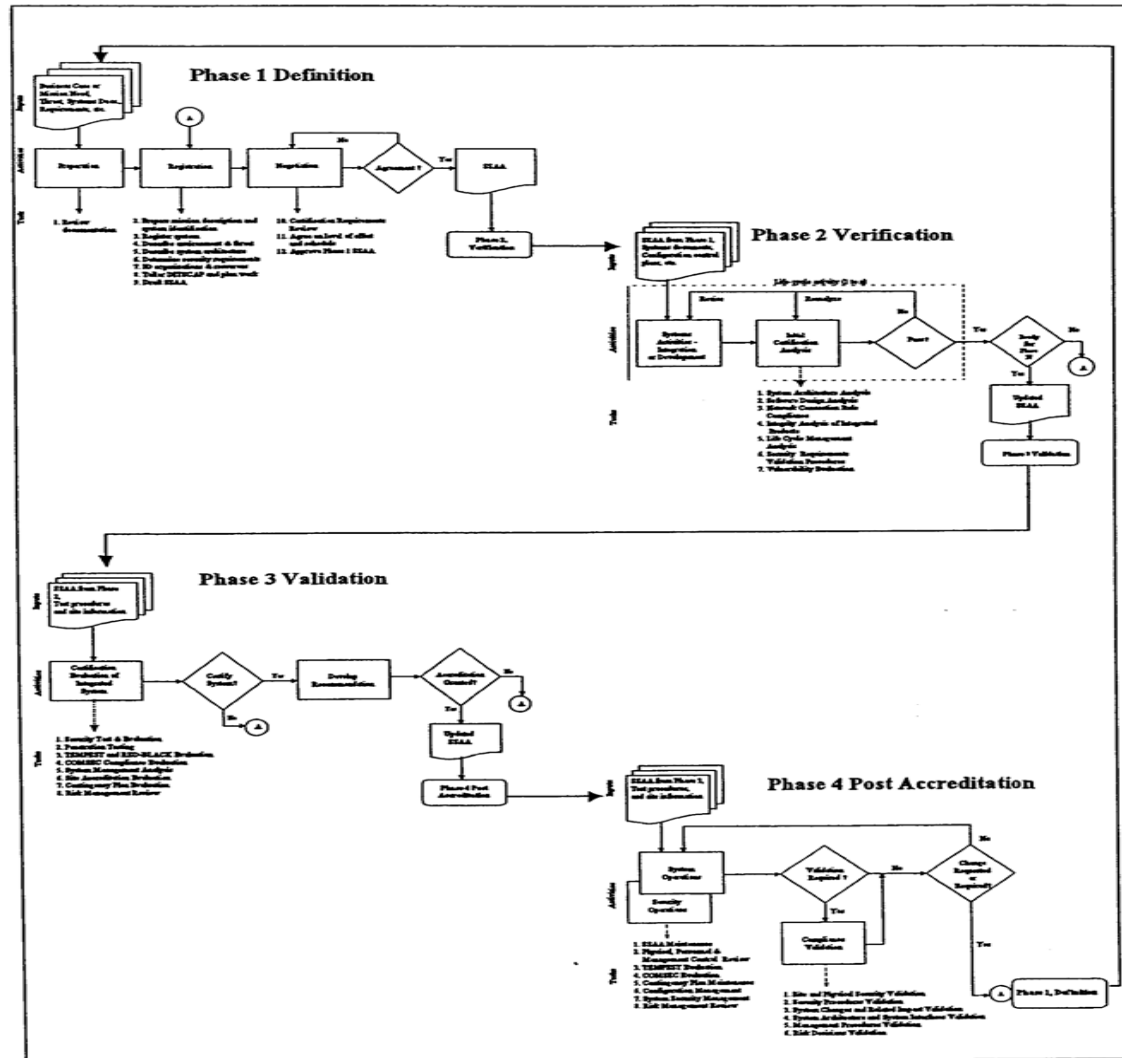 Phase 1 Definition
Inputs
Business Case or
Mission Need,
Threat, Systems Docs,
Requirements, etc.
A
Activities
Preparation
Registration
Negotiation
No
Agreement ?
Yes
SSAA
Tasks
1. Review
documentation
2. Prepare mission description and
system identification
3. Register system
4. Describe environment & threat
5. Describe system architecture
6. Determine security requirements
7. ID organizations & resources
8. Tailor DITSCAP and plan work
9. Draft SSAA
10. Certification Requirements
Review
11. Agree on level of effort
and schedule
12. Approve Phase 1 SSAA
Phase 2,
Verification
Phase 2 Verification
Inputs
SSAA from Phase 1,
Systems documents,
Configuration control
plans, etc.
Life cycle activity (1 to n)
Revise
Reanalyze
No
Activities
Systems
Activities -
Integration
or Development
Initial
Certification
Analysis
Pass?
Yes
Ready
for
Phase
3?
No
A
Yes
Tasks
1. System Architecture Analysis
2. Software Design Analysis
3. Network Connection Rule
Compliance
4. Integrity Analysis of Integrated
Products
5. Life Cycle Management
Analysis
6. Security Requirements
Validation Procedures
7. Vulnerability Evaluation
Updated
SSAA
Phase 3 Validation
Phase 3 Validation
Inputs
SSAA from Phase
2,
Test procedures
and site information
Activities
Certification
Evaluation of
Integrated
System
Certify
System?
Yes
No
A
Develop
Recommendation
Accreditation
Granted?
No
A
Yes
Tasks
1. Security Test & Evaluation
2. Penetration Testing
3. TEMPEST and RED-BLACK Evaluation
4. COMSEC Compliance Evaluation
5. System Management Analysis
6. Site Accreditation Evaluation
7. Contingency Plan Evaluation
8. Risk Management Review
Updated
SSAA
Phase 4 Post
Accreditation
Phase 4 Post Accreditation
Inputs
SSAA from Phase 3,
Test procedures,
and site information
No
Activities
System
Operations
Security
Operations
Validation
Required ?
No
Yes
Compliance
Validation
Change
Requested
or
Required?
Yes
Tasks
1. SSAA Maintenance
2. Physical, Personnel &
Management Control Review
3. TEMPEST Evaluation
4. COMSEC Evaluation
5. Contingency Plan Maintenance
6. Configuration Management
7. System Security Management
8. Risk Management Review
1. Site and Physical Security Validation
2. Security Procedures Validation
3. System Changes and Related Impact Validation
4. System Architecture and System Interfaces Validation
5. Management Procedures Validation
6. Risk Decisions Validation
A
Phase 1, Definition